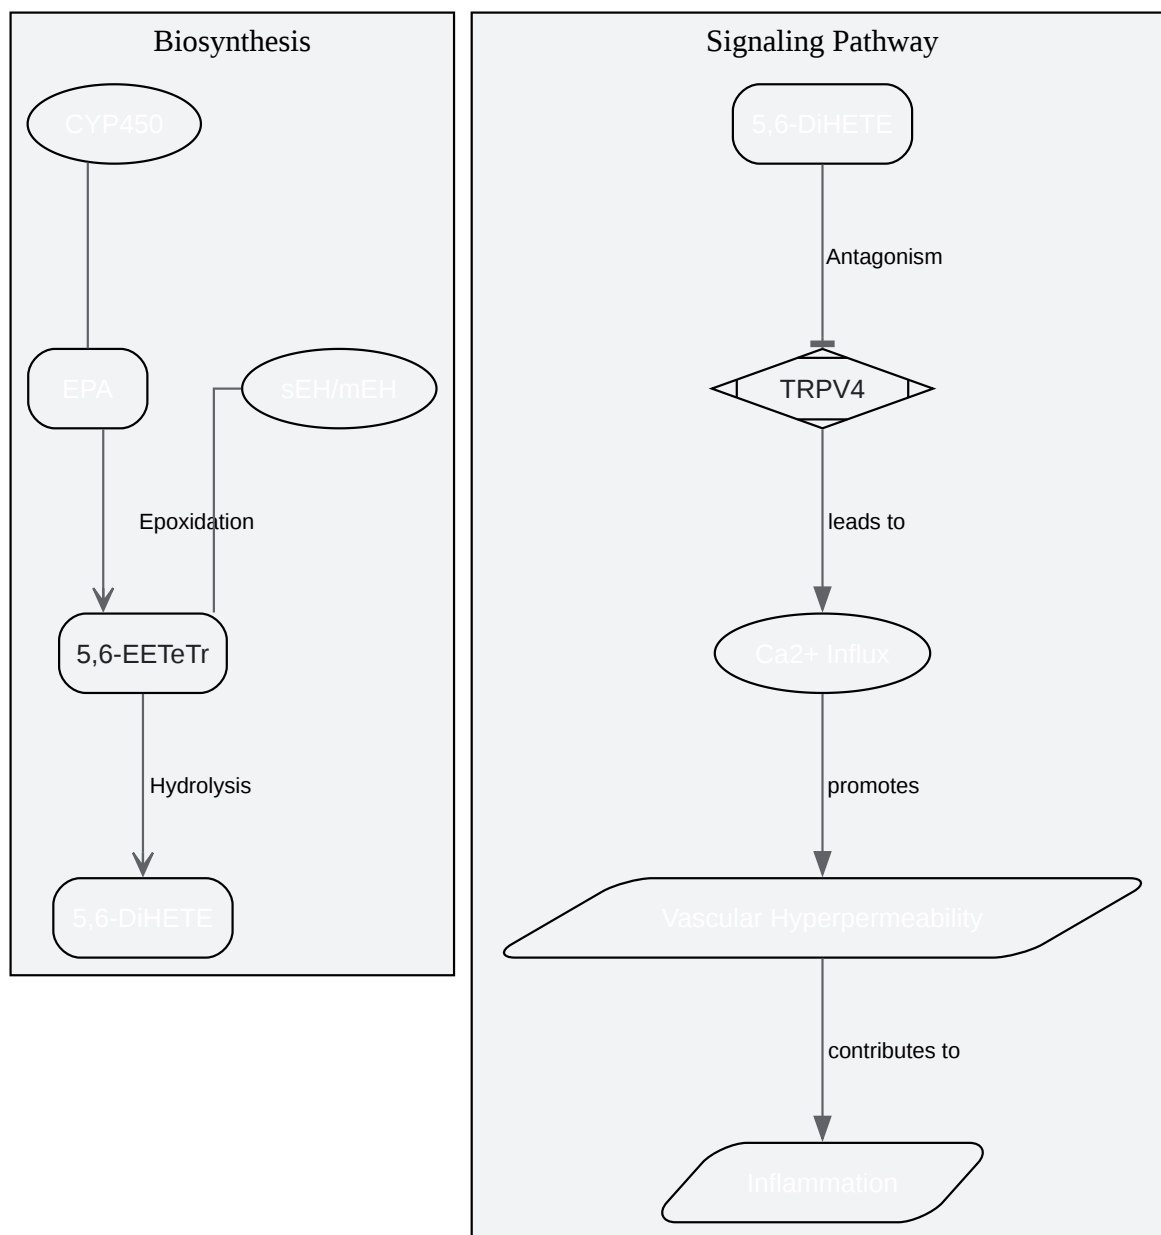 Biosynthesis
CYP450
EPA
sEH/mEH
Epoxidation
5,6-EETeTr
Hydrolysis
5,6-DiHETE
Signaling Pathway
5,6-DiHETE
Antagonism
TRPV4
leads to
Ca2+ Influx
promotes
Vascular Hyperpermeability
contributes to
Inflammation